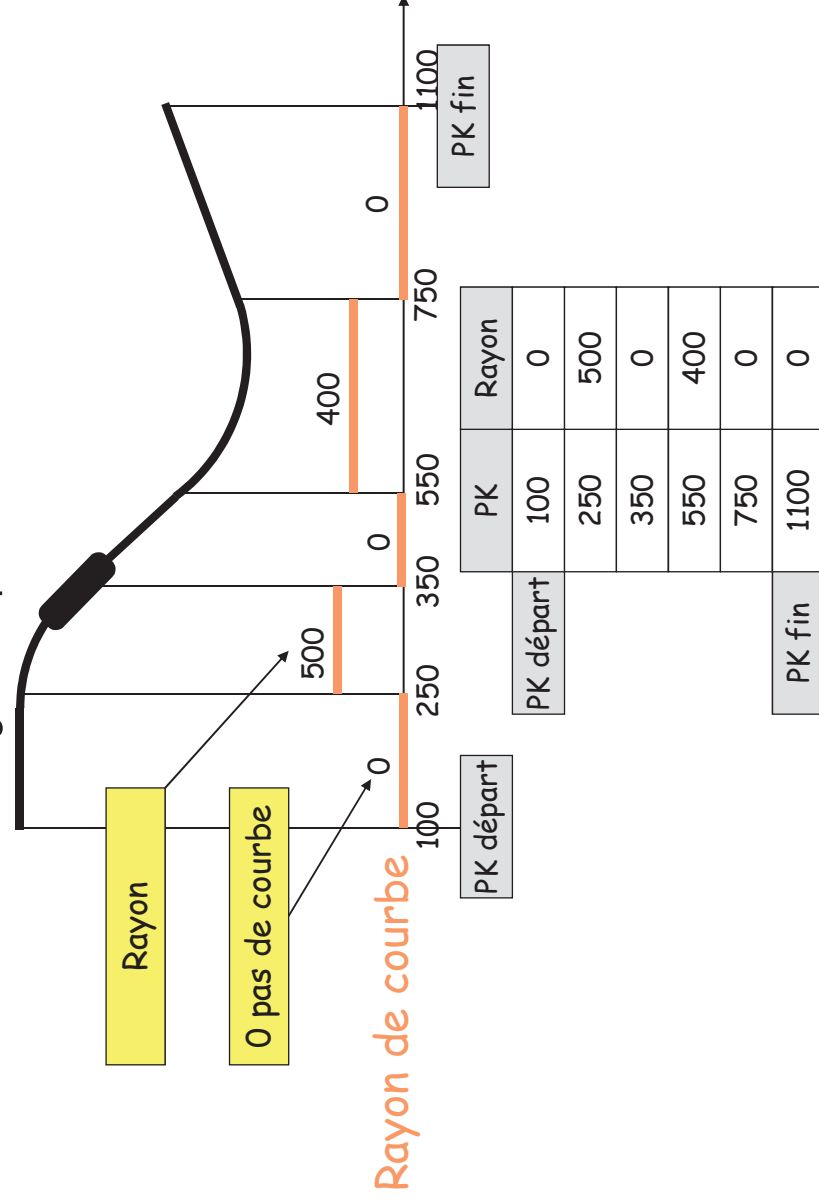 Rayon
0 pas de courbe
Rayon de courbe
0
500
0
400
0
100
250
350
550
750
1100
PK départ
PK fin
PK Rayon
PK départ 100 0
250 500
350 0
550 400
750 0
PK fin 1100 0